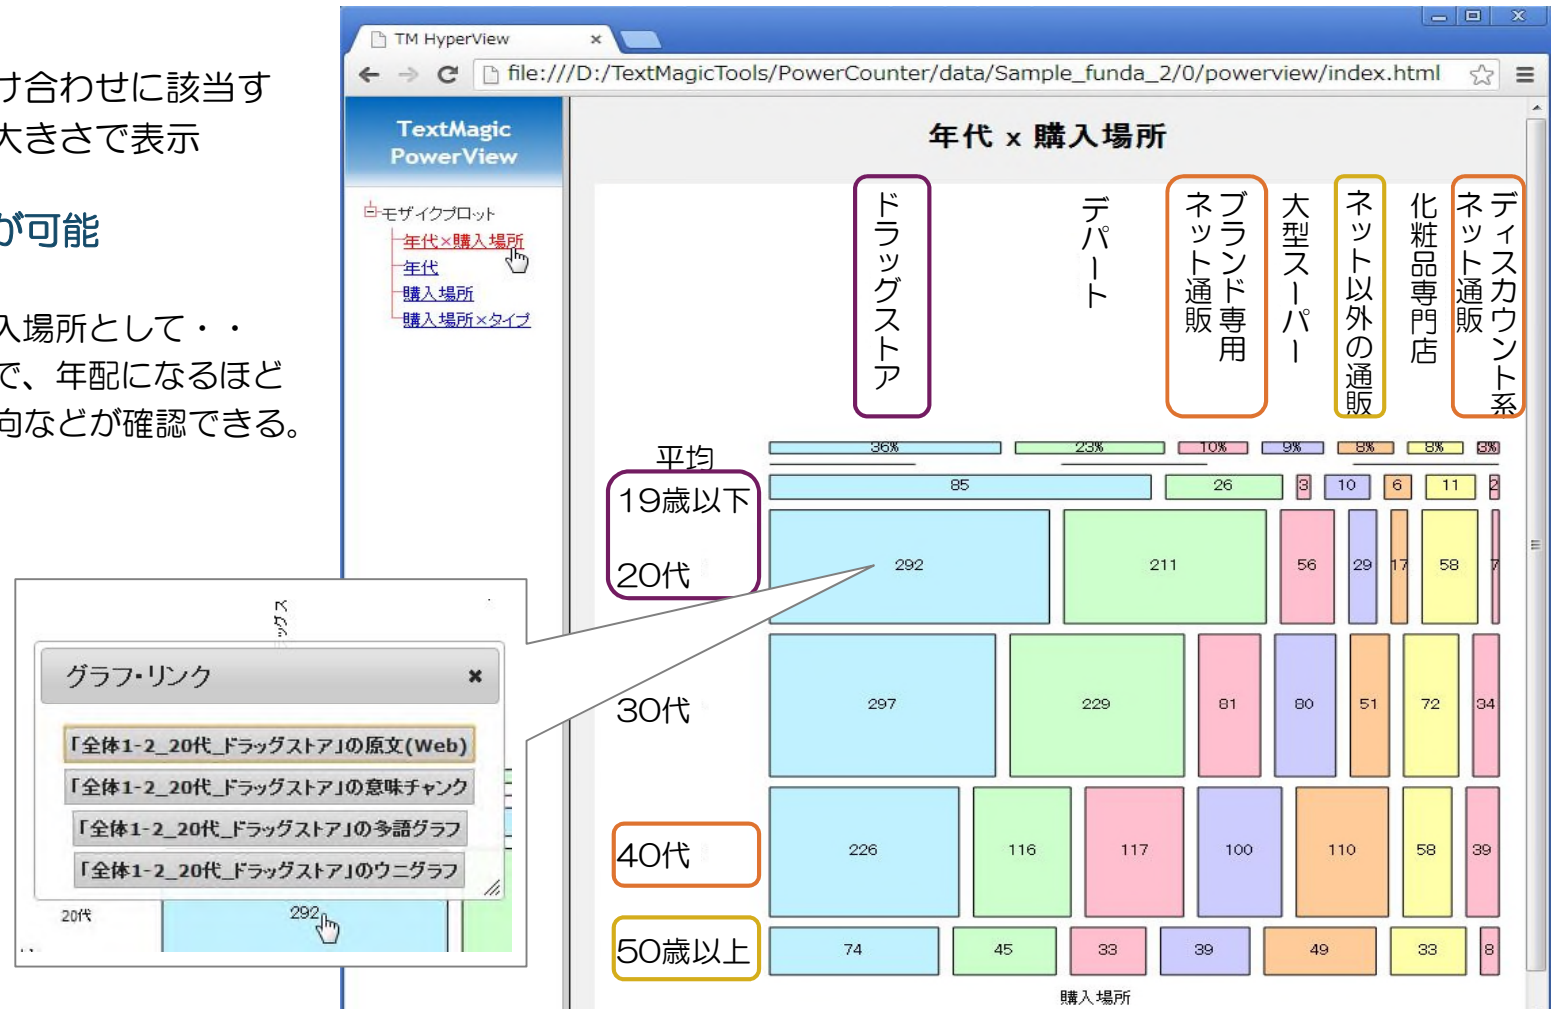 け合わせに該当す
大きさで表示
が可能
入場所として・・
で、年配になるほど
向などが確認できる。
TM HyperView ×
file:///D:/TextMagicTools/PowerCounter/data/Sample_funda_2/0/powerview/index.html
TextMagic
PowerView
モザイクプロット
年代×購入場所
年代
購入場所
購入場所×タイプ
年代 x 購入場所
ドラッグストア
デパート
ブランド専用
ネット通販
大型スーパー
ネット以外の通販
化粧品専門店
ディスカウント系
ネット通販
平均 36% 23% 10% 9% 8% 8% 3%
19歳以下 85 26 3 10 6 11 2
20代 292 211 56 29 17 58 7
30代 297 229 81 80 51 72 34
40代 226 116 117 100 110 58 39
50歳以上 74 45 33 39 49 33 8
購入場所
ッグス
グラフ・リンク ×
「全体1-2_20代_ドラッグストア」の原文(Web)
「全体1-2_20代_ドラッグストア」の意味チャンク
「全体1-2_20代_ドラッグストア」の多語グラフ
「全体1-2_20代_ドラッグストア」のウニグラフ
20代 292